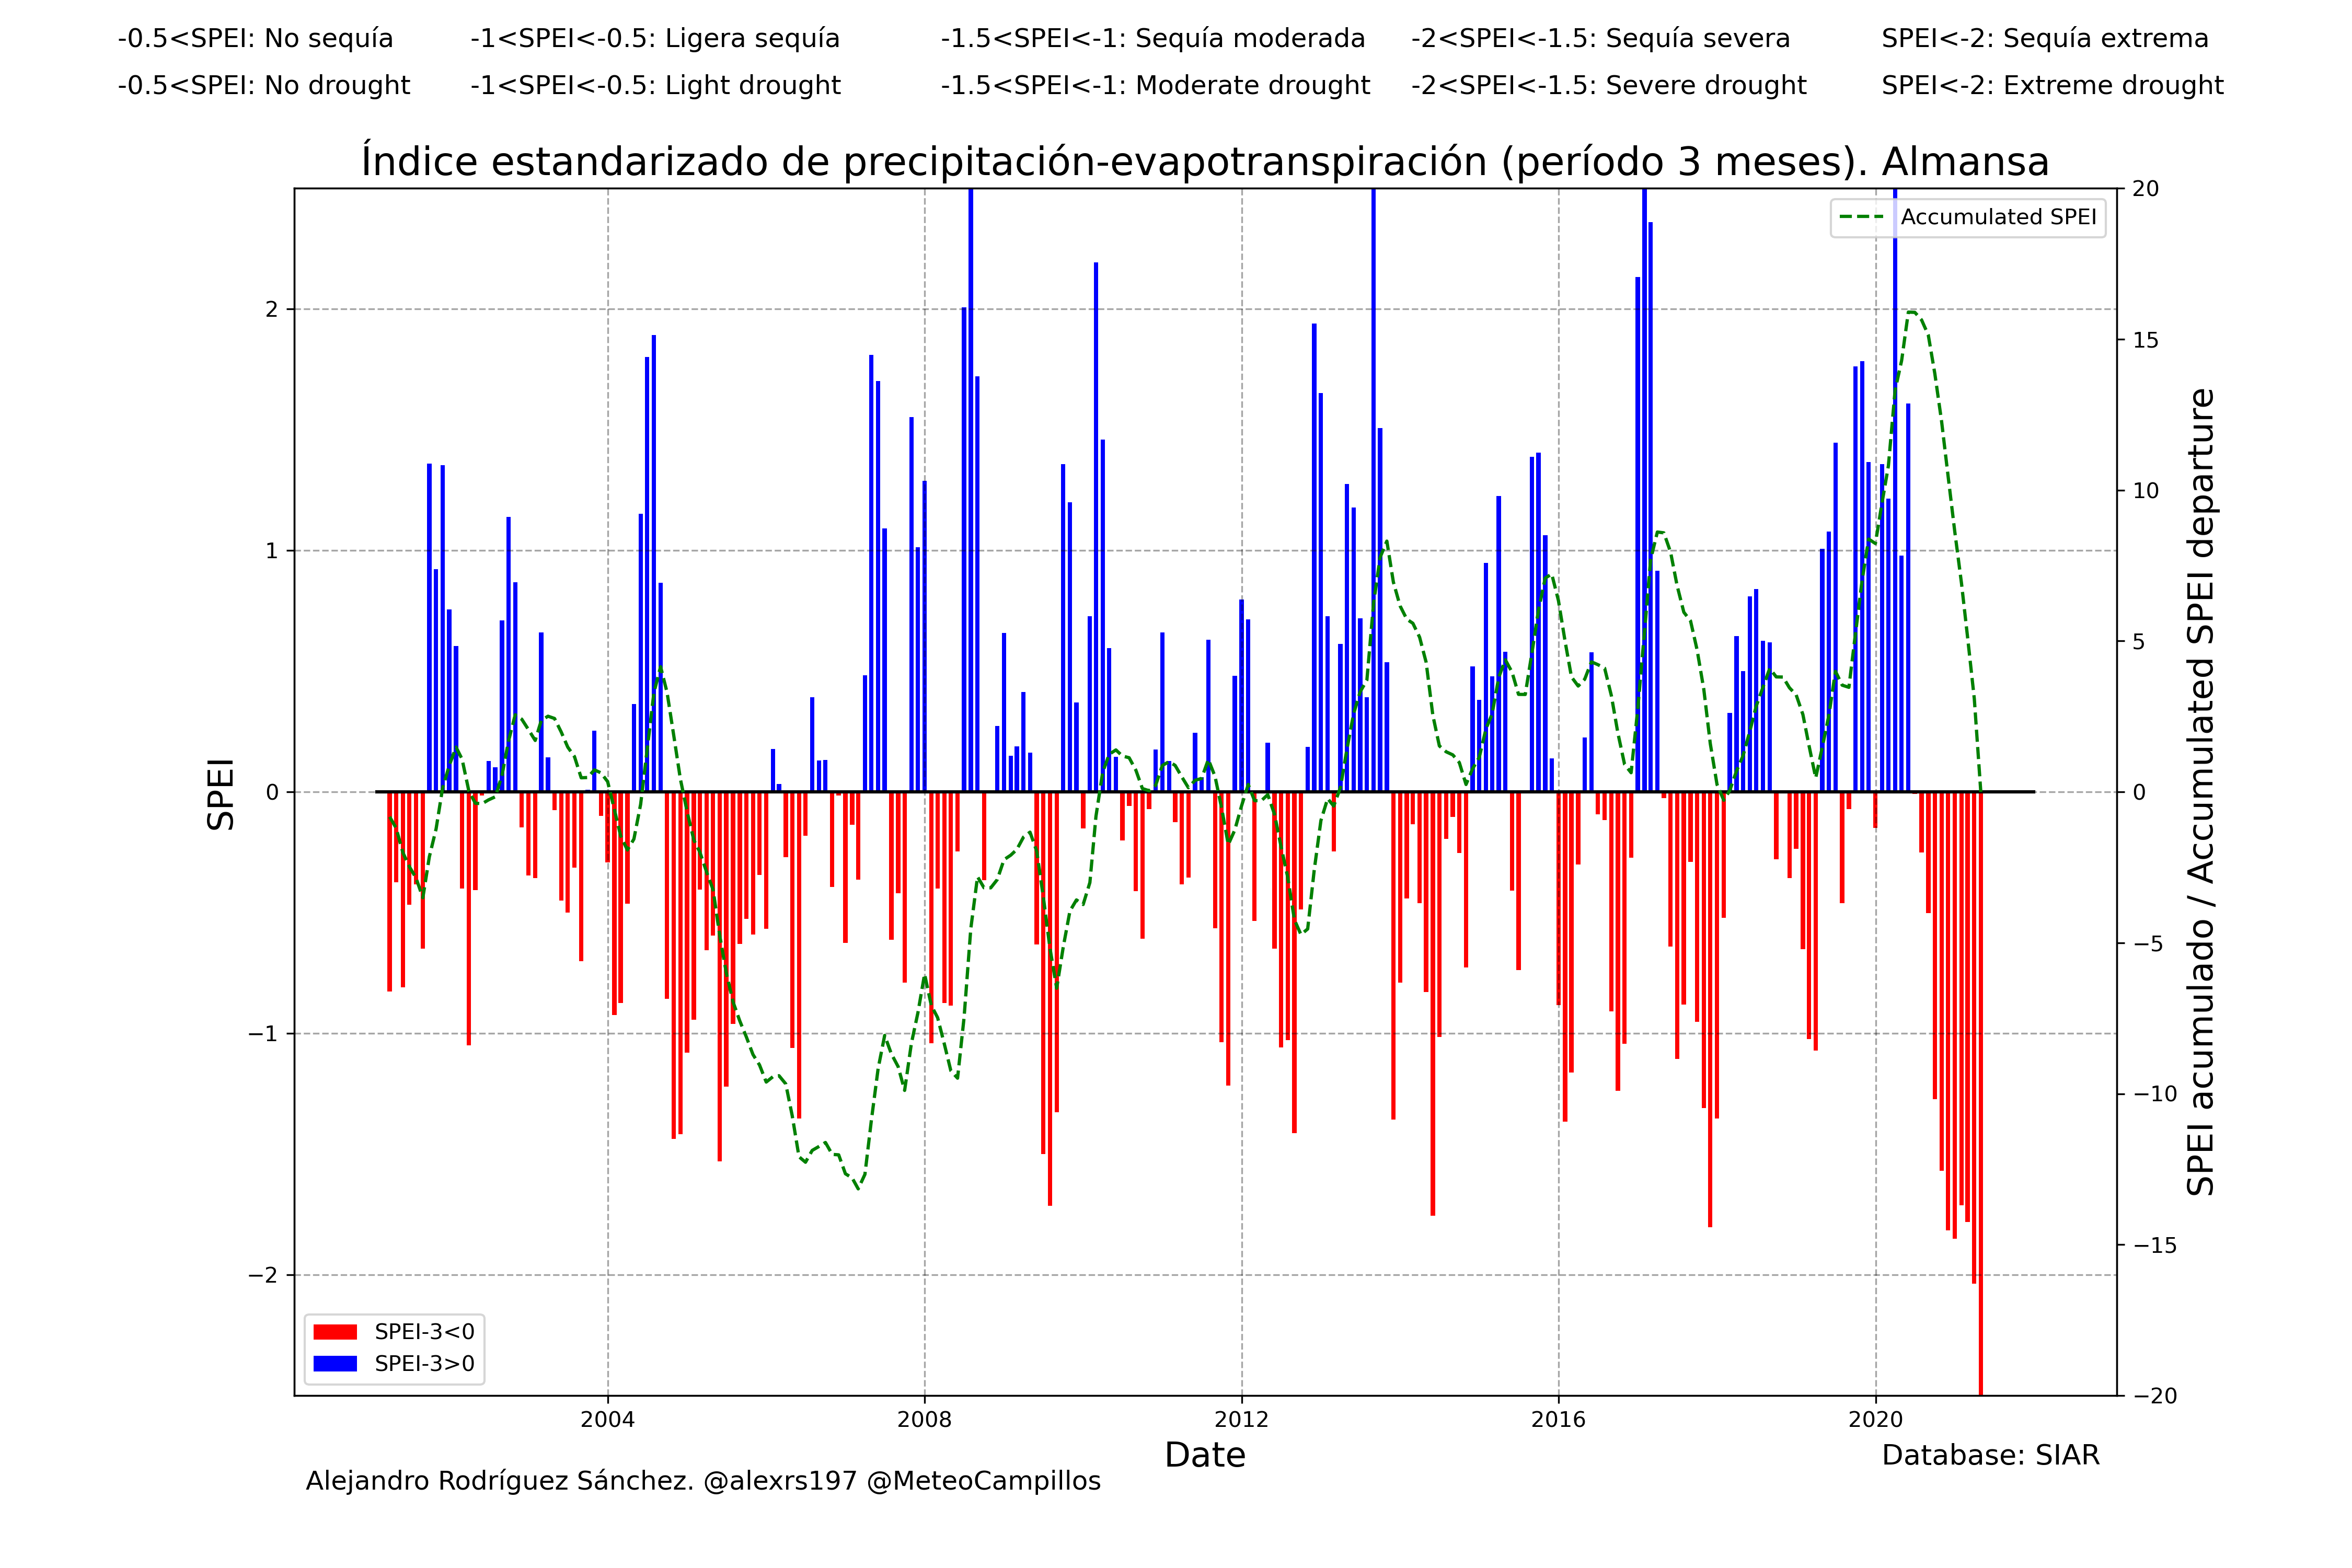 -0.5<SPEI: No sequía -1<SPEI<-0.5: Ligera sequía -1.5<SPEI<-1: Sequía moderada -2<SPEI<-1.5: Sequía severa SPEI<-2: Sequía extrema
-0.5<SPEI: No drought -1<SPEI<-0.5: Light drought -1.5<SPEI<-1: Moderate drought -2<SPEI<-1.5: Severe drought SPEI<-2: Extreme drought
Índice estandarizado de precipitación-evapotranspiración (período 3 meses). Almansa
Accumulated SPEI
SPEI
2
1
0
−1
−2
20
15
10
5
0
−5
−10
−15
−20
SPEI acumulado / Accumulated SPEI departure
SPEI-3<0
SPEI-3>0
2004 2008 2012 2016 2020
Date
Database: SIAR
Alejandro Rodríguez Sánchez. @alexrs197 @MeteoCampillos